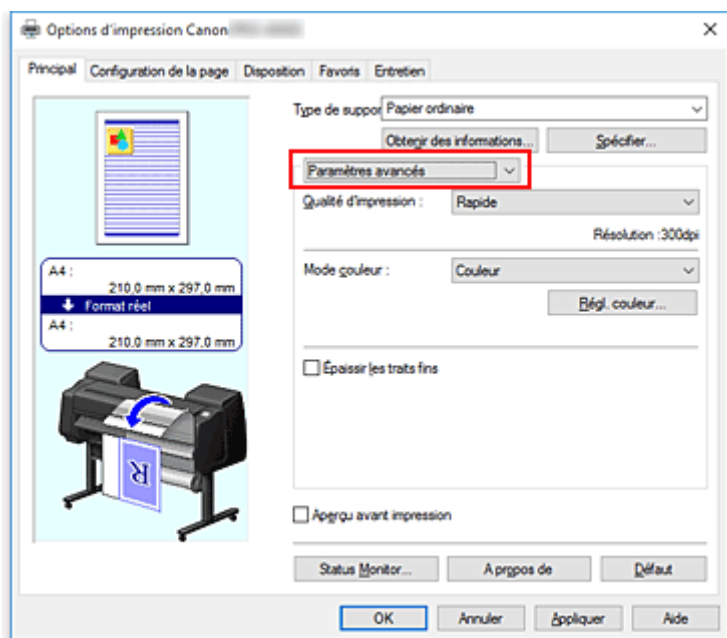 Options d'impression Canon
Principal Configuration de la page Disposition Favoris Entretien
Type de suppor Papier ordinaire
Obtenir des informations... Spécifier...
Paramètres avancés
Qualité d'impression : Rapide
Résolution :300dpi
Mode couleur : Couleur
Régl. couleur...
A4 :
210,0 mm x 297,0 mm
Format réel
A4 :
210,0 mm x 297,0 mm
Épaissir les traits fins
R
Aperçu avant impression
Status Monitor... A propos de Défaut
OK Annuler Appliquer Aide